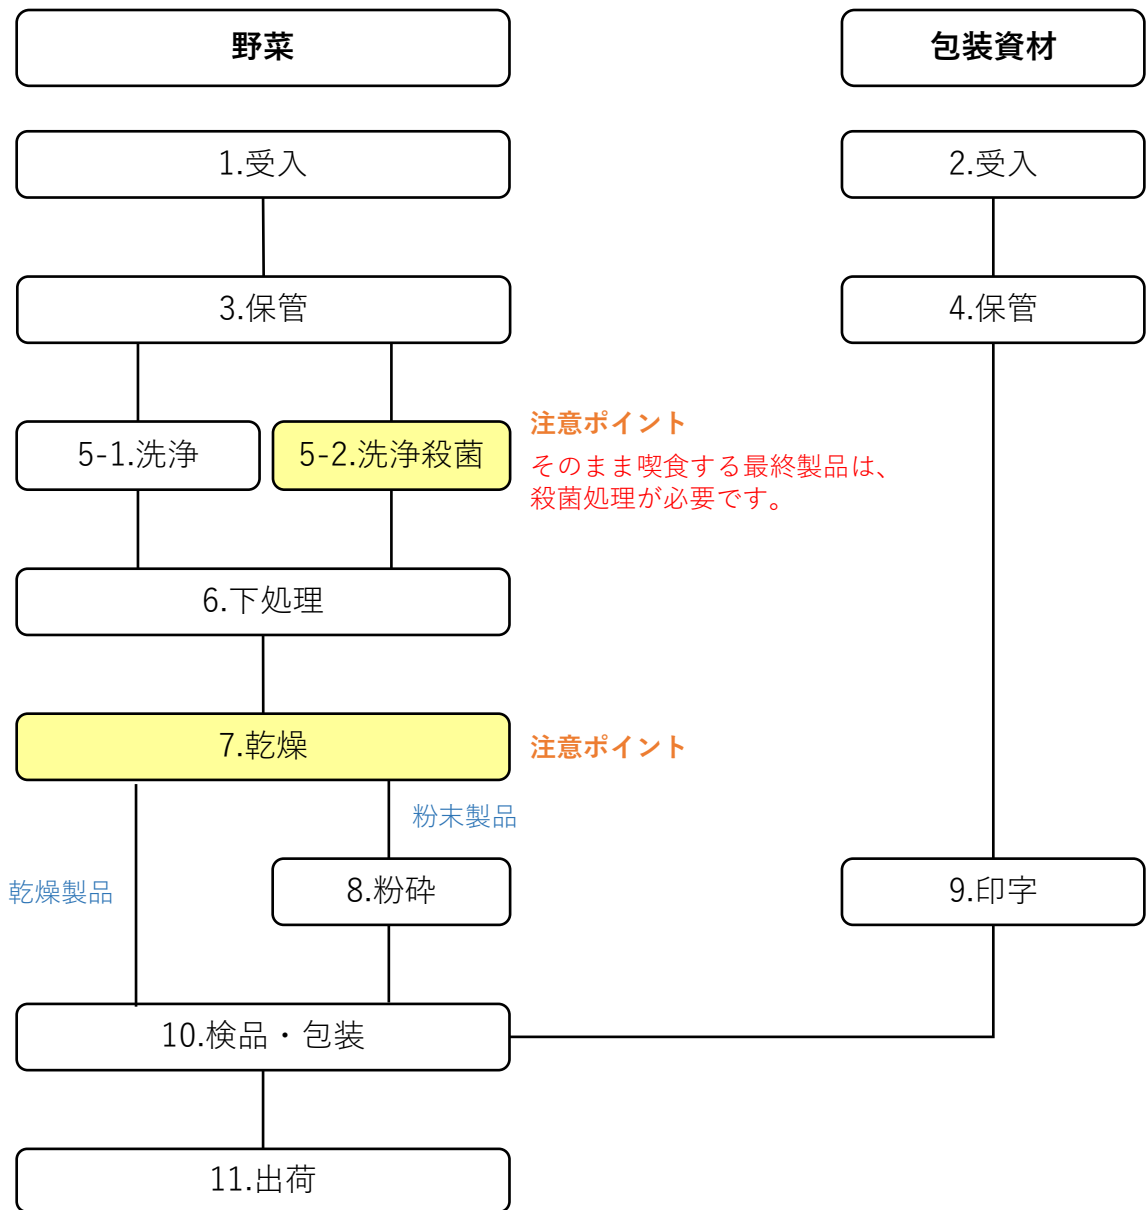 野菜
包装資材
1.受入
2.受入
3.保管
4.保管
5-1.洗浄
5-2.洗浄殺菌
注意ポイント
そのまま喫食する最終製品は、
殺菌処理が必要です。
6.下処理
7.乾燥
注意ポイント
粉末製品
乾燥製品
8.粉砕
9.印字
10.検品・包装
11.出荷